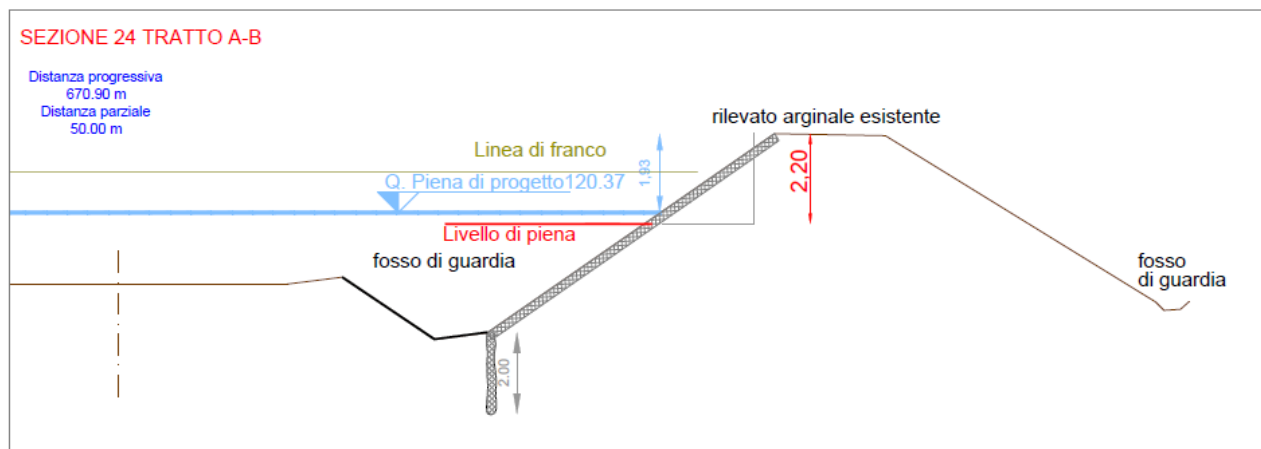 SEZIONE 24 TRATTO A-B
Distanza progressiva
670.90 m
Distanza parziale
50.00 m
rilevato arginale esistente
Linea di franco
1,93
2,20
Q. Piena di progetto120.37
Livello di piena
fosso di guardia
fosso
di guardia
2.00